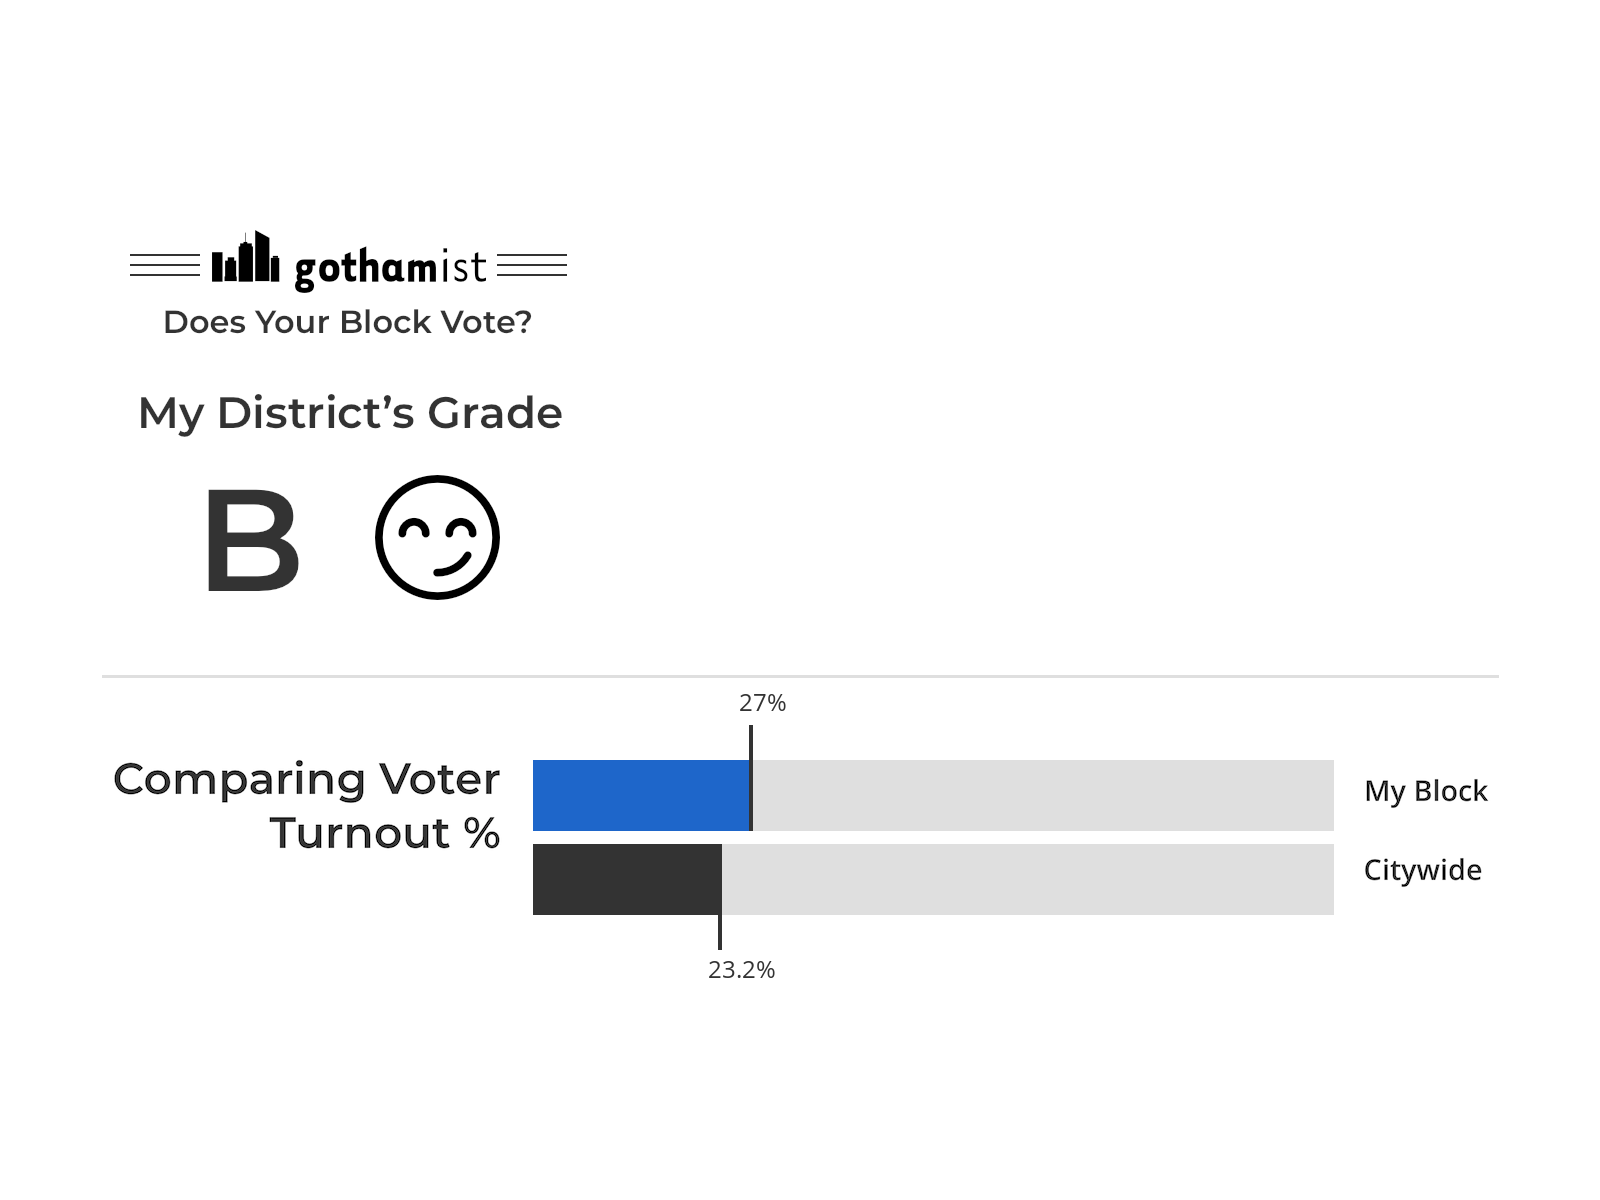 gothamist
Does Your Block Vote?
My District’s Grade
B
27%
Comparing Voter
Turnout %
My Block
Citywide
23.2%